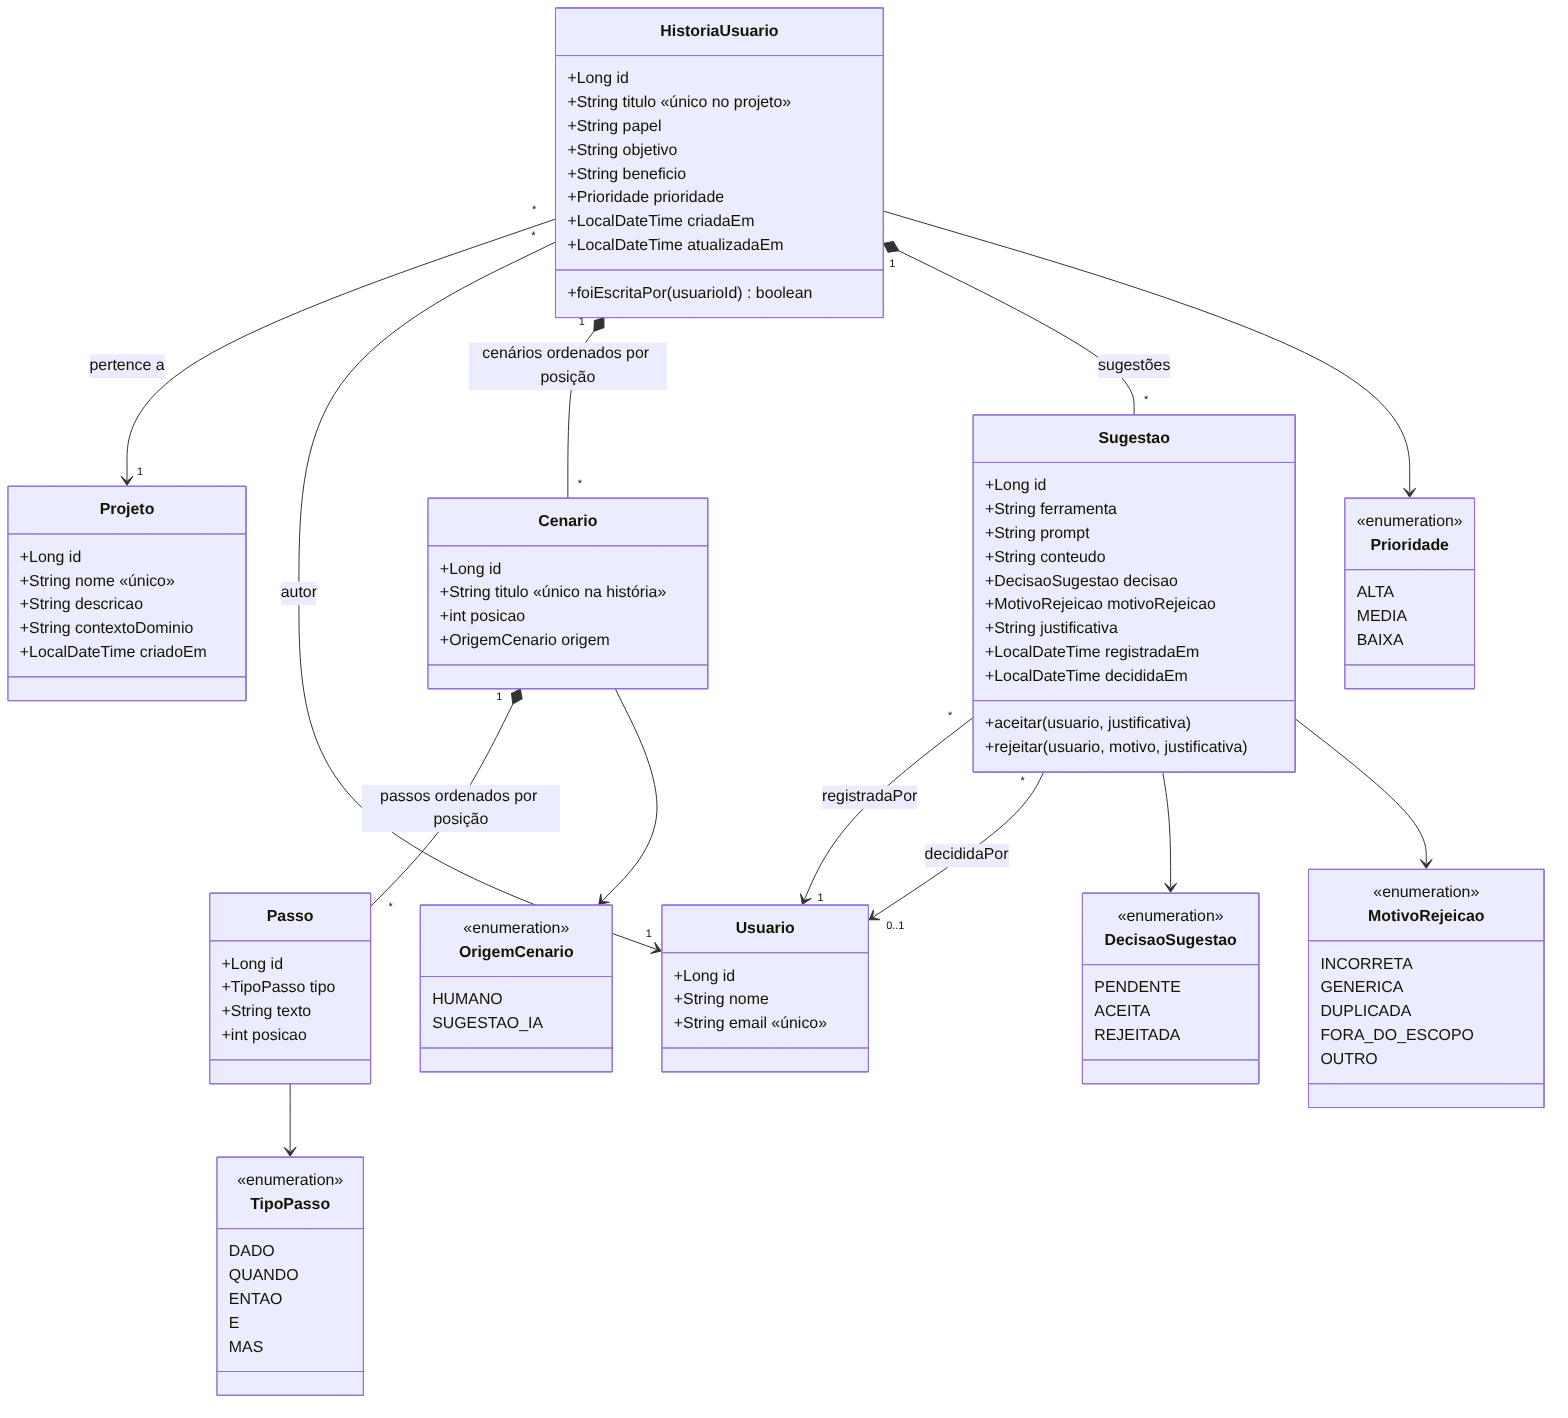 HistoriaUsuario
+Long id
+String titulo «único no projeto»
+String papel
+String objetivo
+String beneficio
+Prioridade prioridade
+LocalDateTime criadaEm
+LocalDateTime atualizadaEm
+foiEscritaPor(usuarioId) : boolean
*
*
1
1
pertence a
cenários ordenados por
posição
sugestões
1
*
*
Projeto
+Long id
+String nome «único»
+String descricao
+String contextoDominio
+LocalDateTime criadoEm
autor
Cenario
+Long id
+String titulo «único na história»
+int posicao
+OrigemCenario origem
Sugestao
+Long id
+String ferramenta
+String prompt
+String conteudo
+DecisaoSugestao decisao
+MotivoRejeicao motivoRejeicao
+String justificativa
+LocalDateTime registradaEm
+LocalDateTime decididaEm
+aceitar(usuario, justificativa)
+rejeitar(usuario, motivo, justificativa)
«enumeration»
Prioridade
ALTA
MEDIA
BAIXA
1
*
*
passos ordenados por
posição
registradaPor
decididaPor
*
1
1
0..1
Passo
+Long id
+TipoPasso tipo
+String texto
+int posicao
«enumeration»
OrigemCenario
HUMANO
SUGESTAO_IA
Usuario
+Long id
+String nome
+String email «único»
«enumeration»
DecisaoSugestao
PENDENTE
ACEITA
REJEITADA
«enumeration»
MotivoRejeicao
INCORRETA
GENERICA
DUPLICADA
FORA_DO_ESCOPO
OUTRO
«enumeration»
TipoPasso
DADO
QUANDO
ENTAO
E
MAS